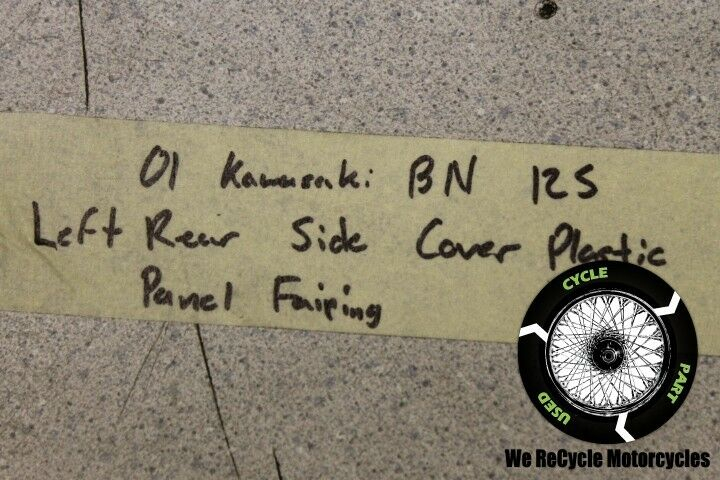 01 Kawasaki BN 125
Left Rear Side Cover Plastic
Panel Fairing
CYCLE
PART
USED
We ReCycle Motorcycles